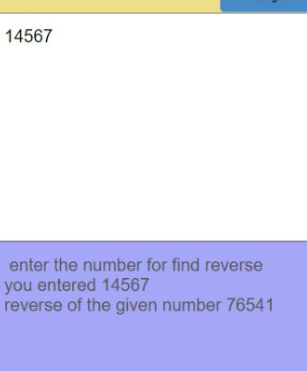 14567
enter the number for find reverse
you entered 14567
reverse of the given number 76541